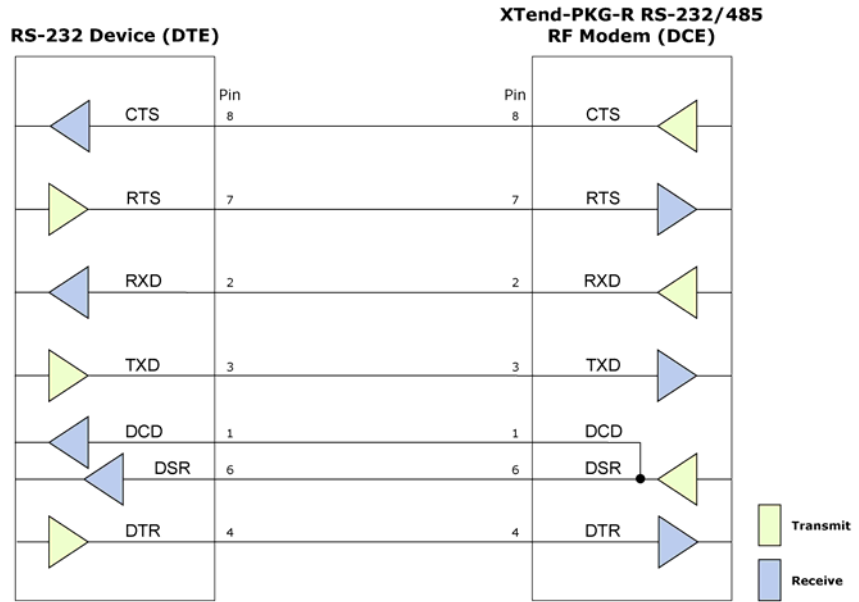 RS-232 Device (DTE)
XTend-PKG-R RS-232/485
RF Modem (DCE)
Pin
Pin
CTS 8 8 CTS
RTS 7 7 RTS
RXD 2 2 RXD
TXD 3 3 TXD
DCD 1 1 DCD
DSR 6 6 DSR
DTR 4 4 DTR
Transmit
Receive